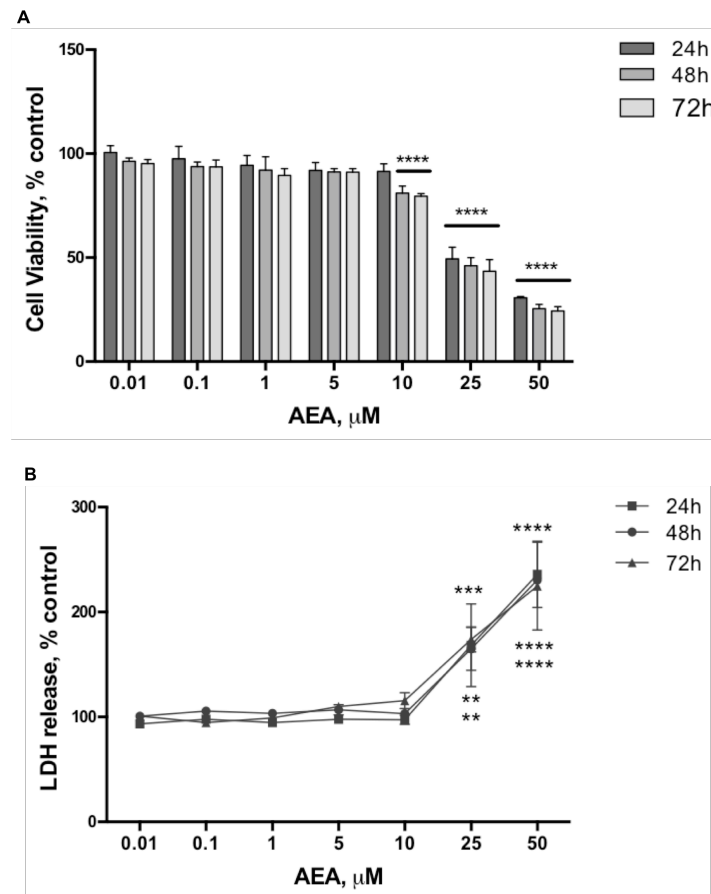 A
150
100
50
0
Cell Viability, % control
****
****
****
24h
48h
72h
0.01 0.1 1 5 10 25 50
AEA, μM
B
300
200
100
0
LDH release, % control
24h
48h
72h
****
***
****
****
**
**
0.01 0.1 1 5 10 25 50
AEA, μM